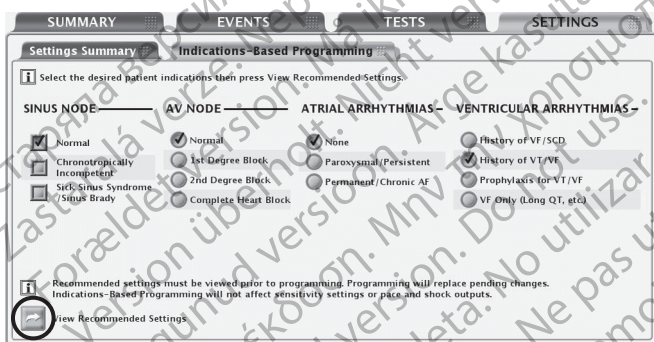 SUMMARY EVENTS TESTS SETTINGS
Settings Summary Indications-Based Programming
i Select the desired patient indications then press View Recommended Settings.
SINUS NODE AV NODE ATRIAL ARRHYTHMIAS VENTRICULAR ARRHYTHMIAS
Normal Normal None History of VF/SCD
Chronotropically Incompetent 1st Degree Block Paroxysmal/Persistent History of VT/VF
Sick Sinus Syndrome /Sinus Brady 2nd Degree Block Permanent/Chronic AF Prophylaxis for VT/VF
Complete Heart Block VF Only (Long QT, etc.)
i Recommended settings must be viewed prior to programming. Programming will replace pending changes.
Indications-Based Programming will not affect sensitivity settings or pace and shock outputs.
View Recommended Settings